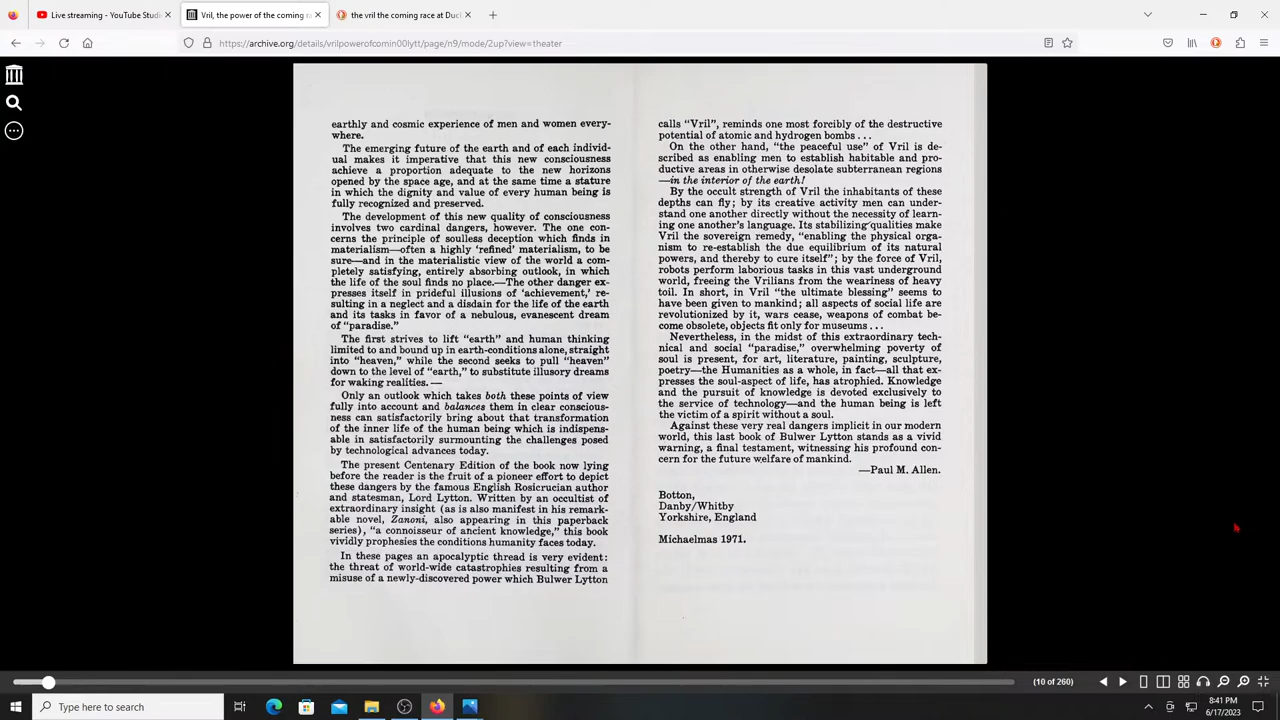 Live streaming - YouTube Studi
Vril, the power of the coming ra
the vril the coming race at Duc
https://archive.org/details/vrilpowerofcomin00lytt/page/n9/mode/2up?view=theater
earthly and cosmic experience of men and women every-
where.
The emerging future of the earth and of each individ-
ual makes it imperative that this new consciousness
achieve a proportion adequate to the new horizons
opened by the space age, and at the same time a stature
in which the dignity and value of every human being is
fully recognized and preserved.
The development of this new quality of consciousness
involves two cardinal dangers, however. The one con-
cerns the principle of soulless deception which finds in
materialism—often a highly 'refined' materialism, to be
sure—and in the materialistic view of the world a com-
pletely satisfying, entirely absorbing outlook, in which
the life of the soul finds no place.—The other danger ex-
presses itself in prideful illusions of 'achievement,' re-
sulting in a neglect and a disdain for the life of the earth
and its tasks in favor of a nebulous, evanescent dream
of "paradise."
The first strives to lift "earth" and human thinking
limited to and bound up in earth-conditions alone, straight
into "heaven," while the second seeks to pull "heaven"
down to the level of "earth," to substitute illusory dreams
for waking realities.—
Only an outlook which takes both these points of view
fully into account and balances them in clear conscious-
ness can satisfactorily bring about that transformation
of the inner life of the human being which is indispens-
able in satisfactorily surmounting the challenges posed
by technological advances today.
The present Centenary Edition of the book now lying
before the reader is the fruit of a pioneer effort to depict
these dangers by the famous English Rosicrucian author
and statesman, Lord Lytton. Written by an occultist of
extraordinary insight (as is also manifest in his remark-
able novel, Zanoni, also appearing in this paperback
series), "a connoisseur of ancient knowledge," this book
vividly prophesies the conditions humanity faces today.
In these pages an apocalyptic thread is very evident:
the threat of world-wide catastrophies resulting from a
misuse of a newly-discovered power which Bulwer Lytton
calls "Vril", reminds one most forcibly of the destructive
potential of atomic and hydrogen bombs . . .
On the other hand, "the peaceful use" of Vril is de-
scribed as enabling men to establish habitable and pro-
ductive areas in otherwise desolate subterranean regions
—in the interior of the earth!
By the occult strength of Vril the inhabitants of these
depths can fly; by its creative activity men can under-
stand one another directly without the necessity of learn-
ing one another's language. Its stabilizing qualities make
Vril the sovereign remedy, "enabling the physical orga-
nism to re-establish the due equilibrium of its natural
powers, and thereby to cure itself"; by the force of Vril,
robots perform laborious tasks in this vast underground
world, freeing the Vrilians from the weariness of heavy
toil. In short, in Vril "the ultimate blessing" seems to
have been given to mankind; all aspects of social life are
revolutionized by it, wars cease, weapons of combat be-
come obsolete, objects fit only for museums . . .
Nevertheless, in the midst of this extraordinary tech-
nical and social "paradise," overwhelming poverty of
soul is present, for art, literature, painting, sculpture,
poetry—the Humanities as a whole, in fact—all that ex-
presses the soul-aspect of life, has atrophied. Knowledge
and the pursuit of knowledge is devoted exclusively to
the service of technology—and the human being is left
the victim of a spirit without a soul.
Against these very real dangers implicit in our modern
world, this last book of Bulwer Lytton stands as a vivid
warning, a final testament, witnessing his profound con-
cern for the future welfare of mankind.
—Paul M. Allen.
Botton,
Danby/Whitby
Yorkshire, England
Michaelmas 1971.
(10 of 260)
Type here to search
8:41 PM
6/17/2023